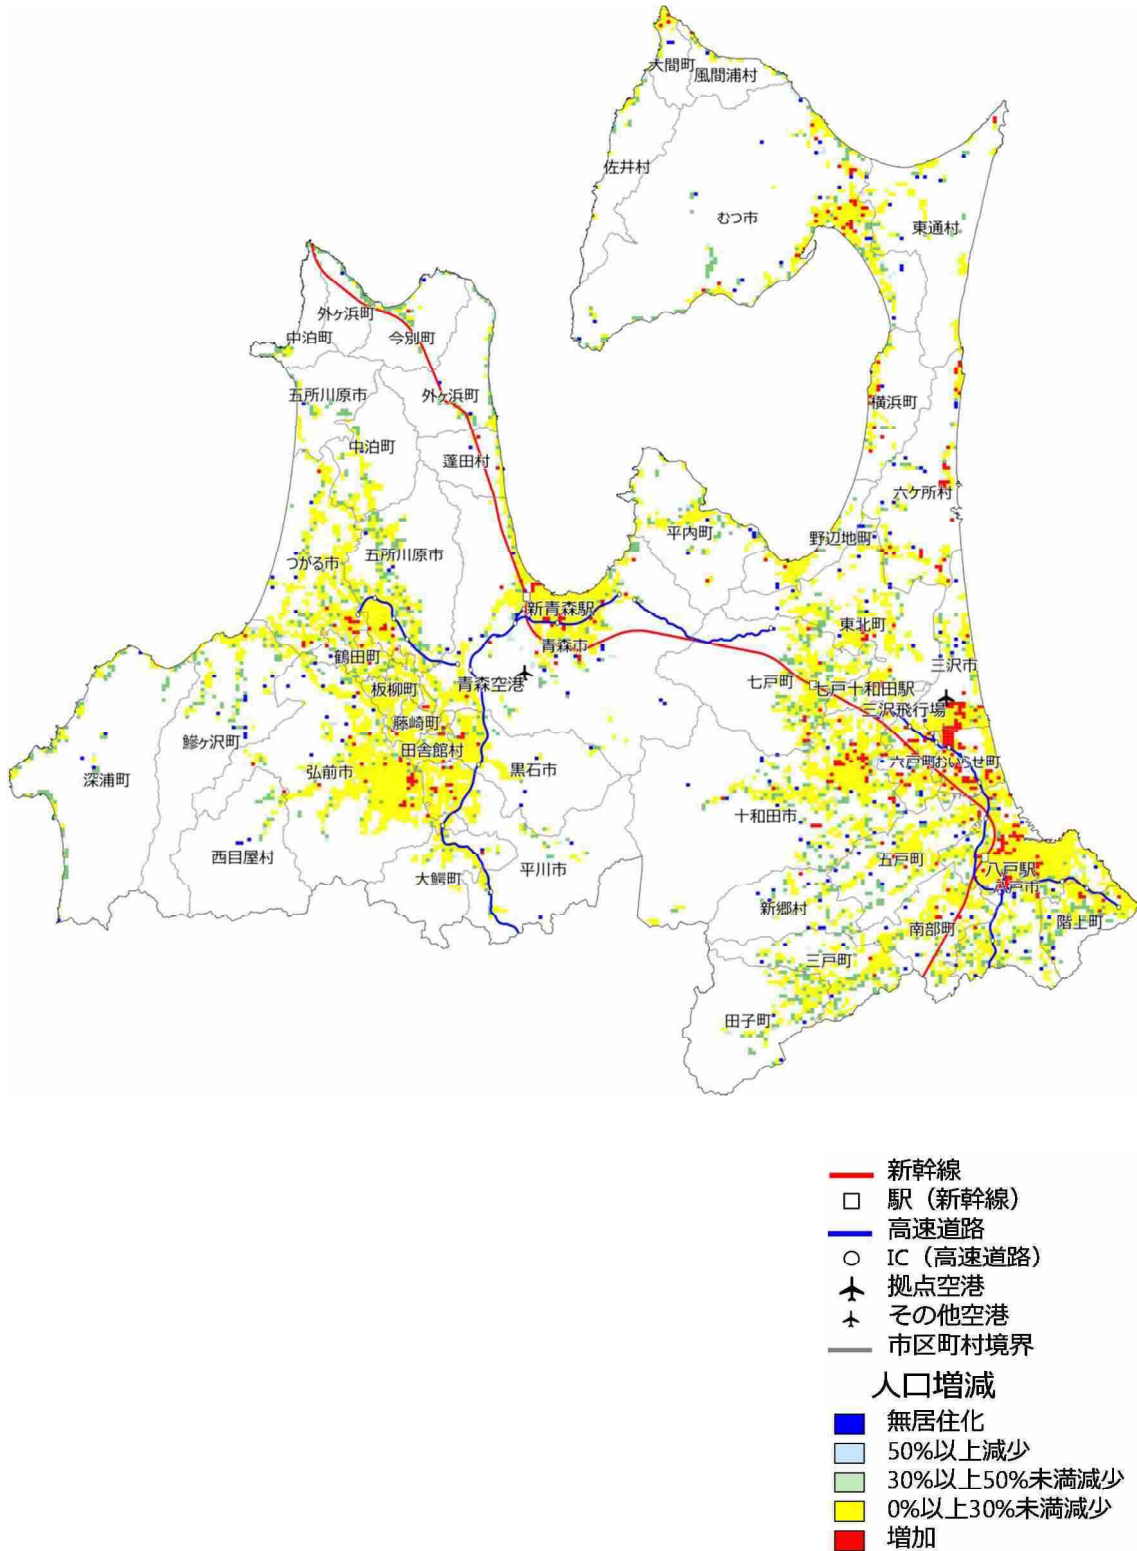 大間町
風間浦村
佐井村
むつ市
東通村
外ヶ浜町
中泊町
今別町
五所川原市
外ヶ浜町
横浜町
中泊町
蓬田村
六ケ所村
平内町
野辺地町
五所川原市
つがる市
新青森駅
東北町
青森市
鶴田町
三沢市
七戸町
七戸十和田駅
青森空港
板柳町
三沢飛行場
藤崎町
鰺ヶ沢町
田舎館村
六戸町
おいらせ町
深浦町
弘前市
黒石市
十和田市
西目屋村
五戸町
八戸駅
平川市
大鰐町
八戸市
新郷村
階上町
南部町
三戸町
田子町
新幹線
駅（新幹線）
高速道路
IC（高速道路）
拠点空港
その他空港
市区町村境界
人口増減
無居住化
50%以上減少
30%以上50%未満減少
0%以上30%未満減少
増加